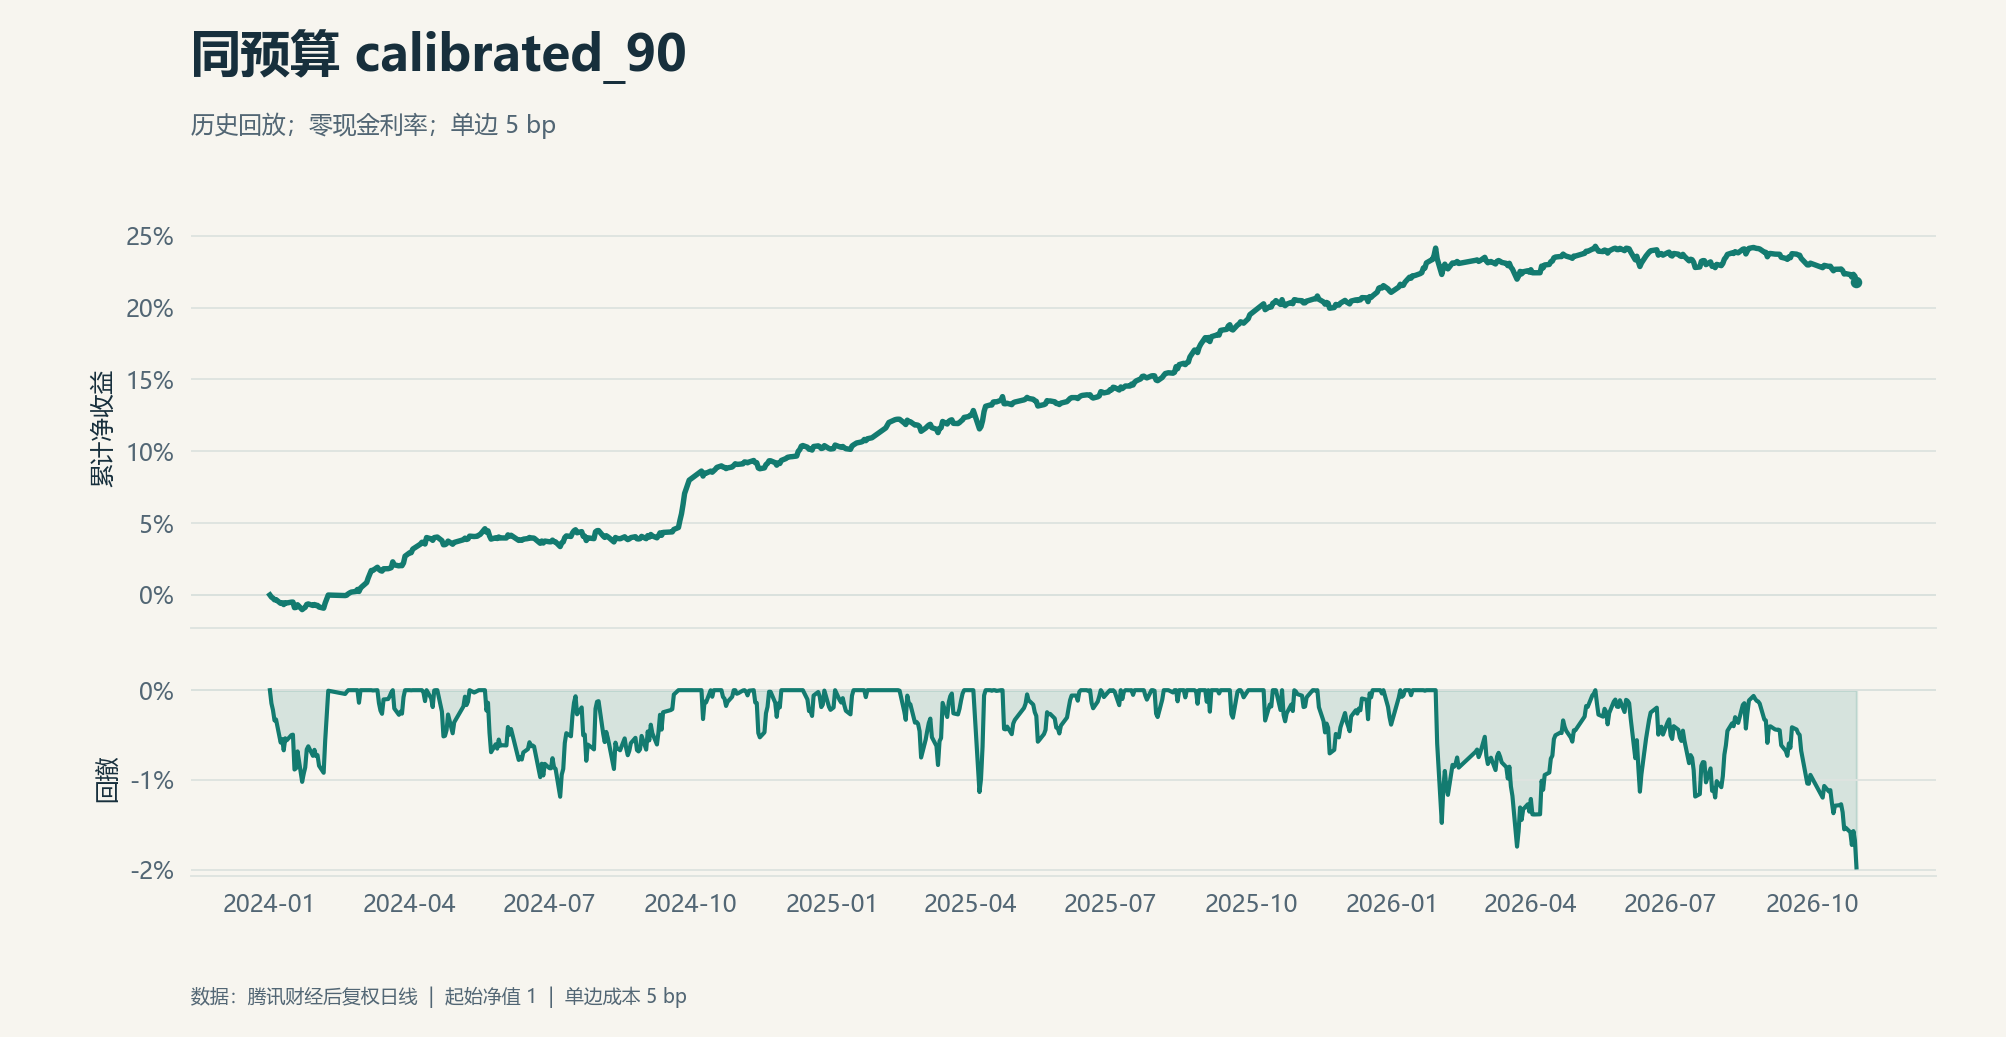 同预算 calibrated_90
历史回放；零现金利率；单边 5 bp
累计净收益
25%
20%
15%
10%
5%
0%
回撤
0%
-1%
-2%
2024-01 2024-04 2024-07 2024-10 2025-01 2025-04 2025-07 2025-10 2026-01 2026-04 2026-07 2026-10
数据：腾讯财经后复权日线 | 起始净值 1 | 单边成本 5 bp